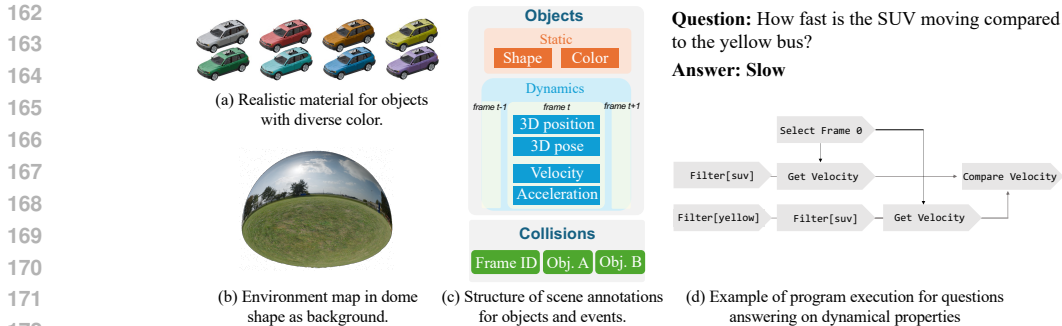 162
163
164
165
166
167
168
169
170
171
(a) Realistic material for objects
with diverse color.
(b) Environment map in dome
shape as background.
Objects
Static
Shape Color
Dynamics
frame t-1 frame t frame t+1
3D position
3D pose
Velocity
Acceleration
Collisions
Frame ID Obj. A Obj. B
(c) Structure of scene annotations
for objects and events.
Question: How fast is the SUV moving compared
to the yellow bus?
Answer: Slow
Select Frame 0
Filter[suv] Get Velocity Compare Velocity
Filter[yellow] Filter[suv] Get Velocity
(d) Example of program execution for questions
answering on dynamical properties